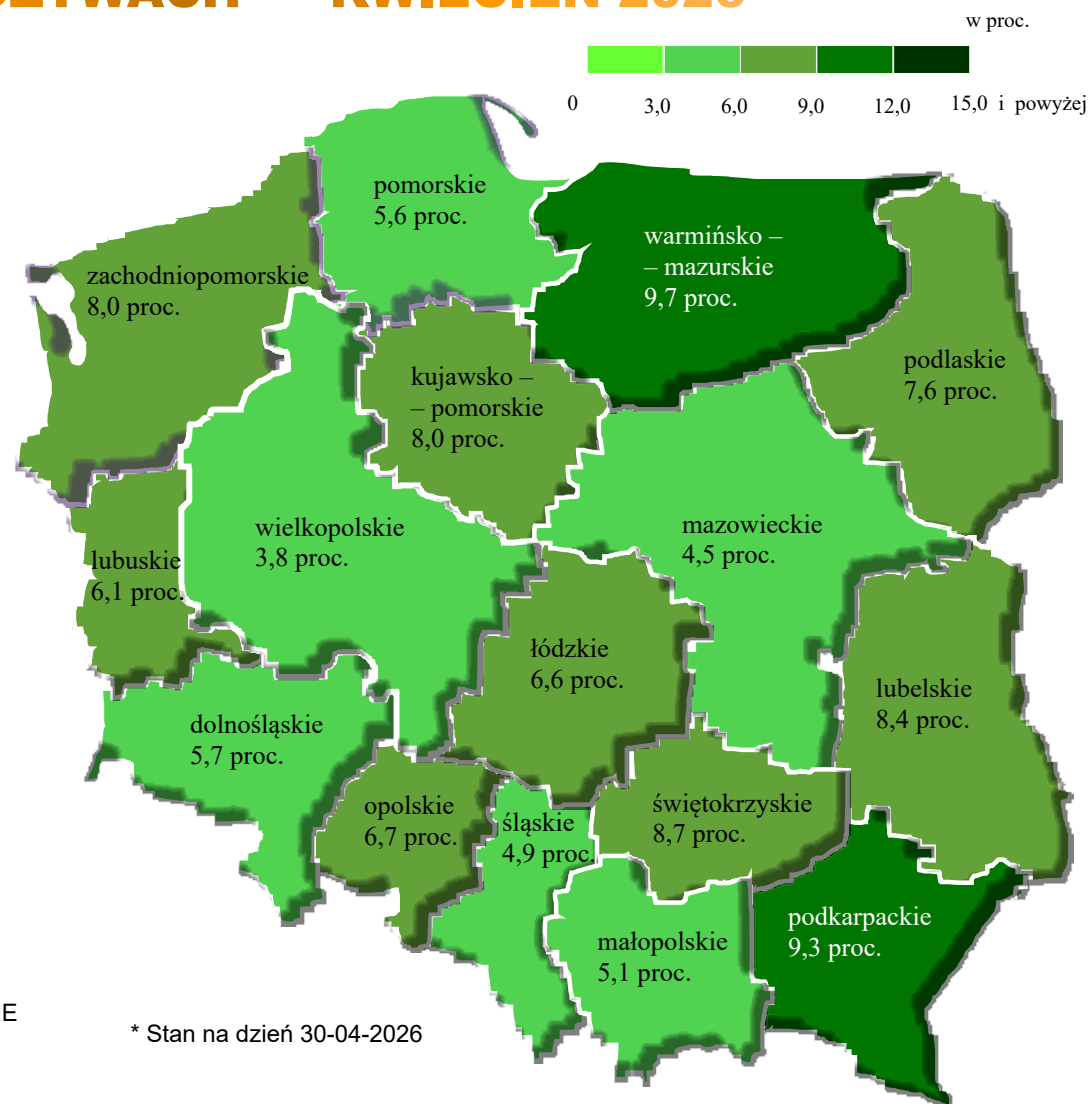 KWIECIEŃ 2026
w proc.
0 3,0 6,0 9,0 12,0 15,0 i powyżej
pomorskie
5,6 proc.
warmińsko –
– mazurskie
9,7 proc.
zachodniopomorskie
8,0 proc.
podlaskie
7,6 proc.
kujawsko –
– pomorskie
8,0 proc.
wielkopolskie
3,8 proc.
mazowieckie
4,5 proc.
lubuskie
6,1 proc.
łódzkie
6,6 proc.
lubelskie
8,4 proc.
dolnośląskie
5,7 proc.
opolskie
6,7 proc.
śląskie
4,9 proc.
świętokrzyskie
8,7 proc.
podkarpackie
9,3 proc.
małopolskie
5,1 proc.
E
* Stan na dzień 30-04-2026